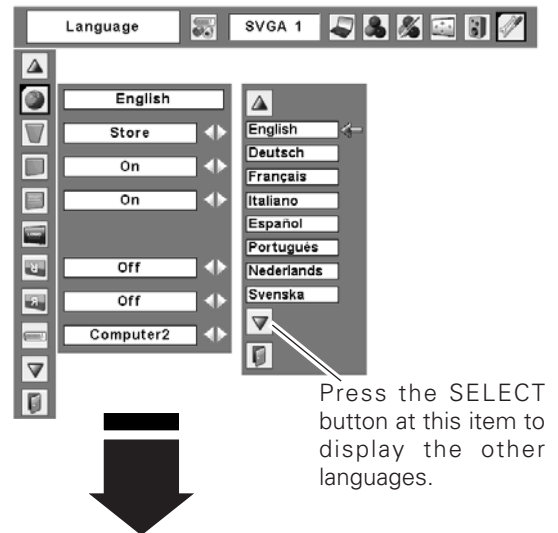 Language
SVGA 1
English
Store
On
On
Off
Off
Computer2
English
Deutsch
Français
Italiano
Español
Português
Nederlands
Svenska
Press the SELECT
button at this item to
display the other
languages.